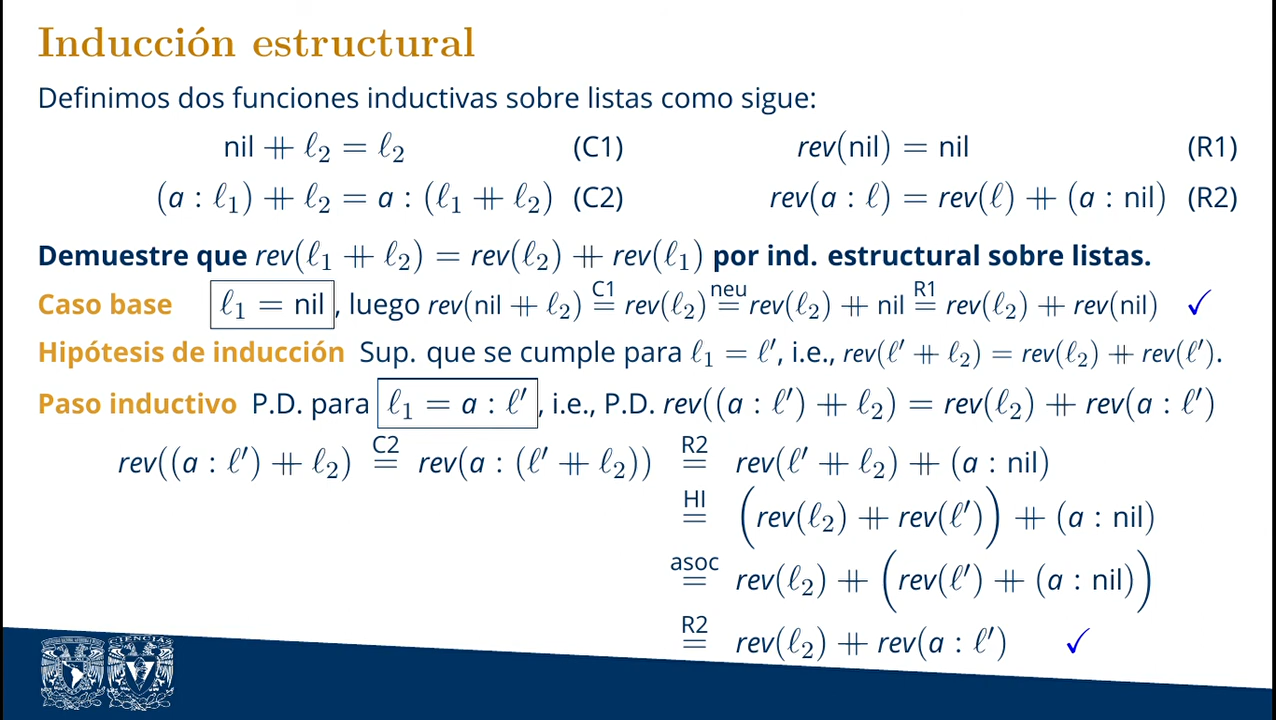 Inducción estructural
Definimos dos funciones inductivas sobre listas como sigue:
nil ⧺ ℓ₂ = ℓ₂ (C1) rev(nil) = nil (R1)
(a : ℓ₁) ⧺ ℓ₂ = a : (ℓ₁ ⧺ ℓ₂) (C2) rev(a : ℓ) = rev(ℓ) ⧺ (a : nil) (R2)
Demuestre que rev(ℓ₁ ⧺ ℓ₂) = rev(ℓ₂) ⧺ rev(ℓ₁) por ind. estructural sobre listas.
Caso base ℓ₁ = nil, luego rev(nil ⧺ ℓ₂) C1= rev(ℓ₂) neu= rev(ℓ₂) ⧺ nil R1= rev(ℓ₂) ⧺ rev(nil) ✓
Hipótesis de inducción Sup. que se cumple para ℓ₁ = ℓ′, i.e., rev(ℓ′ ⧺ ℓ₂) = rev(ℓ₂) ⧺ rev(ℓ′).
Paso inductivo P.D. para ℓ₁ = a : ℓ′, i.e., P.D. rev((a : ℓ′) ⧺ ℓ₂) = rev(ℓ₂) ⧺ rev(a : ℓ′)
rev((a : ℓ′) ⧺ ℓ₂) C2= rev(a : (ℓ′ ⧺ ℓ₂)) R2= rev(ℓ′ ⧺ ℓ₂) ⧺ (a : nil)
HI= (rev(ℓ₂) ⧺ rev(ℓ′)) ⧺ (a : nil)
asoc= rev(ℓ₂) ⧺ (rev(ℓ′) ⧺ (a : nil))
R2= rev(ℓ₂) ⧺ rev(a : ℓ′) ✓
CIENCIAS